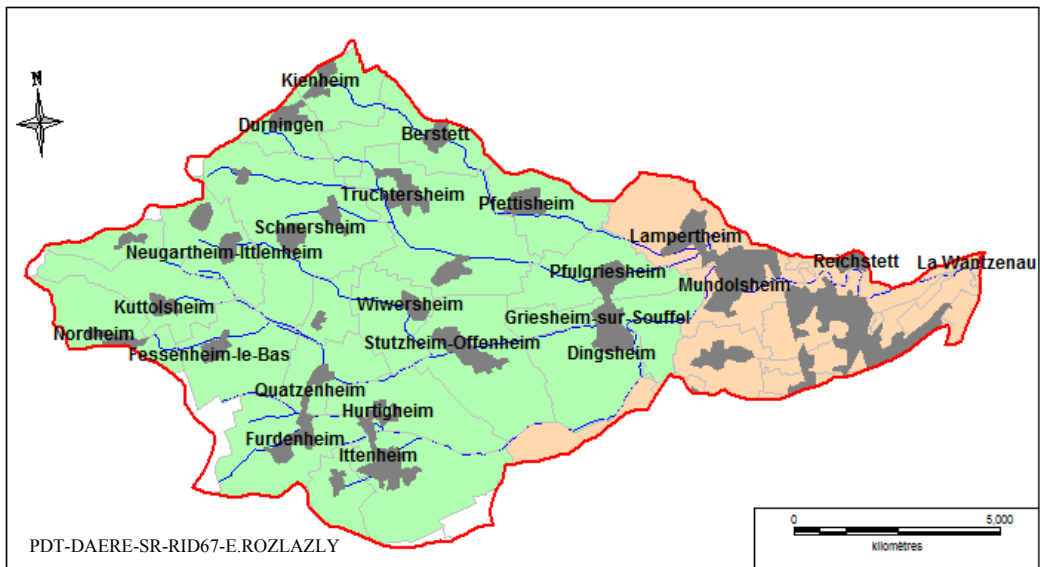 Kienheim
N
Durningen
Berstett
Truchtersheim
Pfettisheim
Schnersheim
Lampertheim
Neugartheim-Ittlenheim
Reichstett
La Wantzenau
Pfulgriesheim
Mundolsheim
Kuttolsheim
Wiwersheim
Griesheim-sur-Souffel
Nordheim
Stutzheim-Offenheim
Fessenheim-le-Bas
Dingsheim
Quatzenheim
Hurtigheim
Furdenheim
Ittenheim
0 5,000
kilomètres
PDT-DAERE-SR-RID67-E.ROZLAZLY